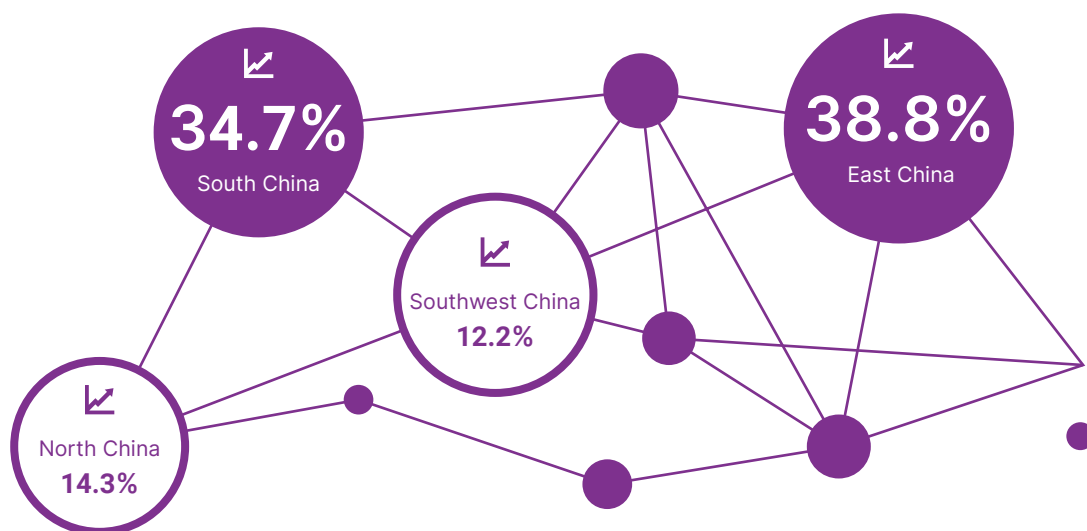 34.7%
South China
38.8%
East China
Southwest China
12.2%
North China
14.3%